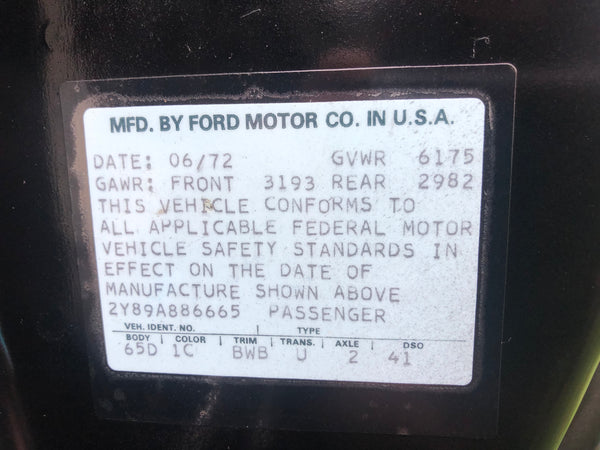 MFD. BY FORD MOTOR CO. IN U.S.A.
DATE: 06/72 GVWR 6175
GAWR: FRONT 3193 REAR 2982
THIS VEHICLE CONFORMS TO
ALL APPLICABLE FEDERAL MOTOR
VEHICLE SAFETY STANDARDS IN
EFFECT ON THE DATE OF
MANUFACTURE SHOWN ABOVE
2Y89A886665 PASSENGER
VEH. IDENT. NO. TYPE
BODY COLOR TRIM TRANS. AXLE DSO
65D 1C BWB U 2 41